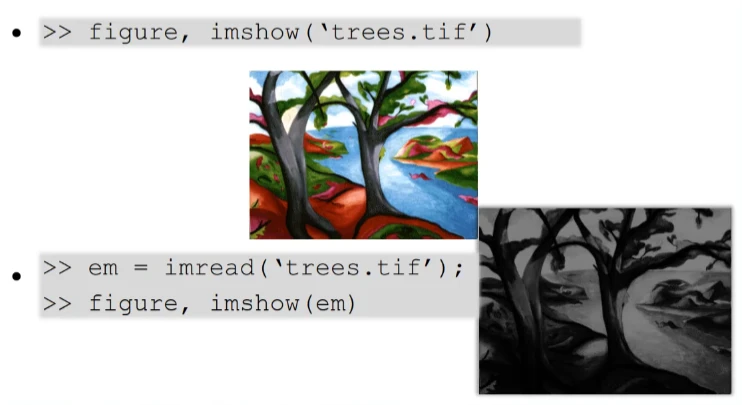 • >> figure, imshow(‘trees.tif’)
• >> em = imread(‘trees.tif’);
>> figure, imshow(em)